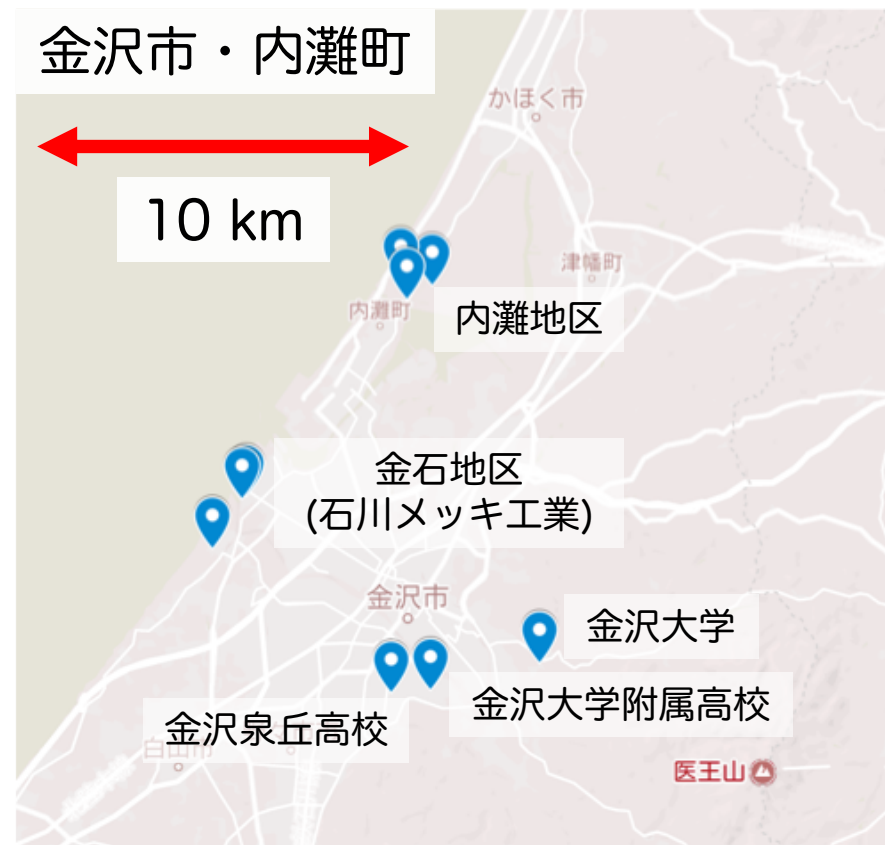 金沢市・内灘町
10 km
かほく市
津幡町
内灘町
内灘地区
金石地区
(石川メッキ工業)
金沢市
金沢大学
金沢大学附属高校
金沢泉丘高校
白山市
医王山